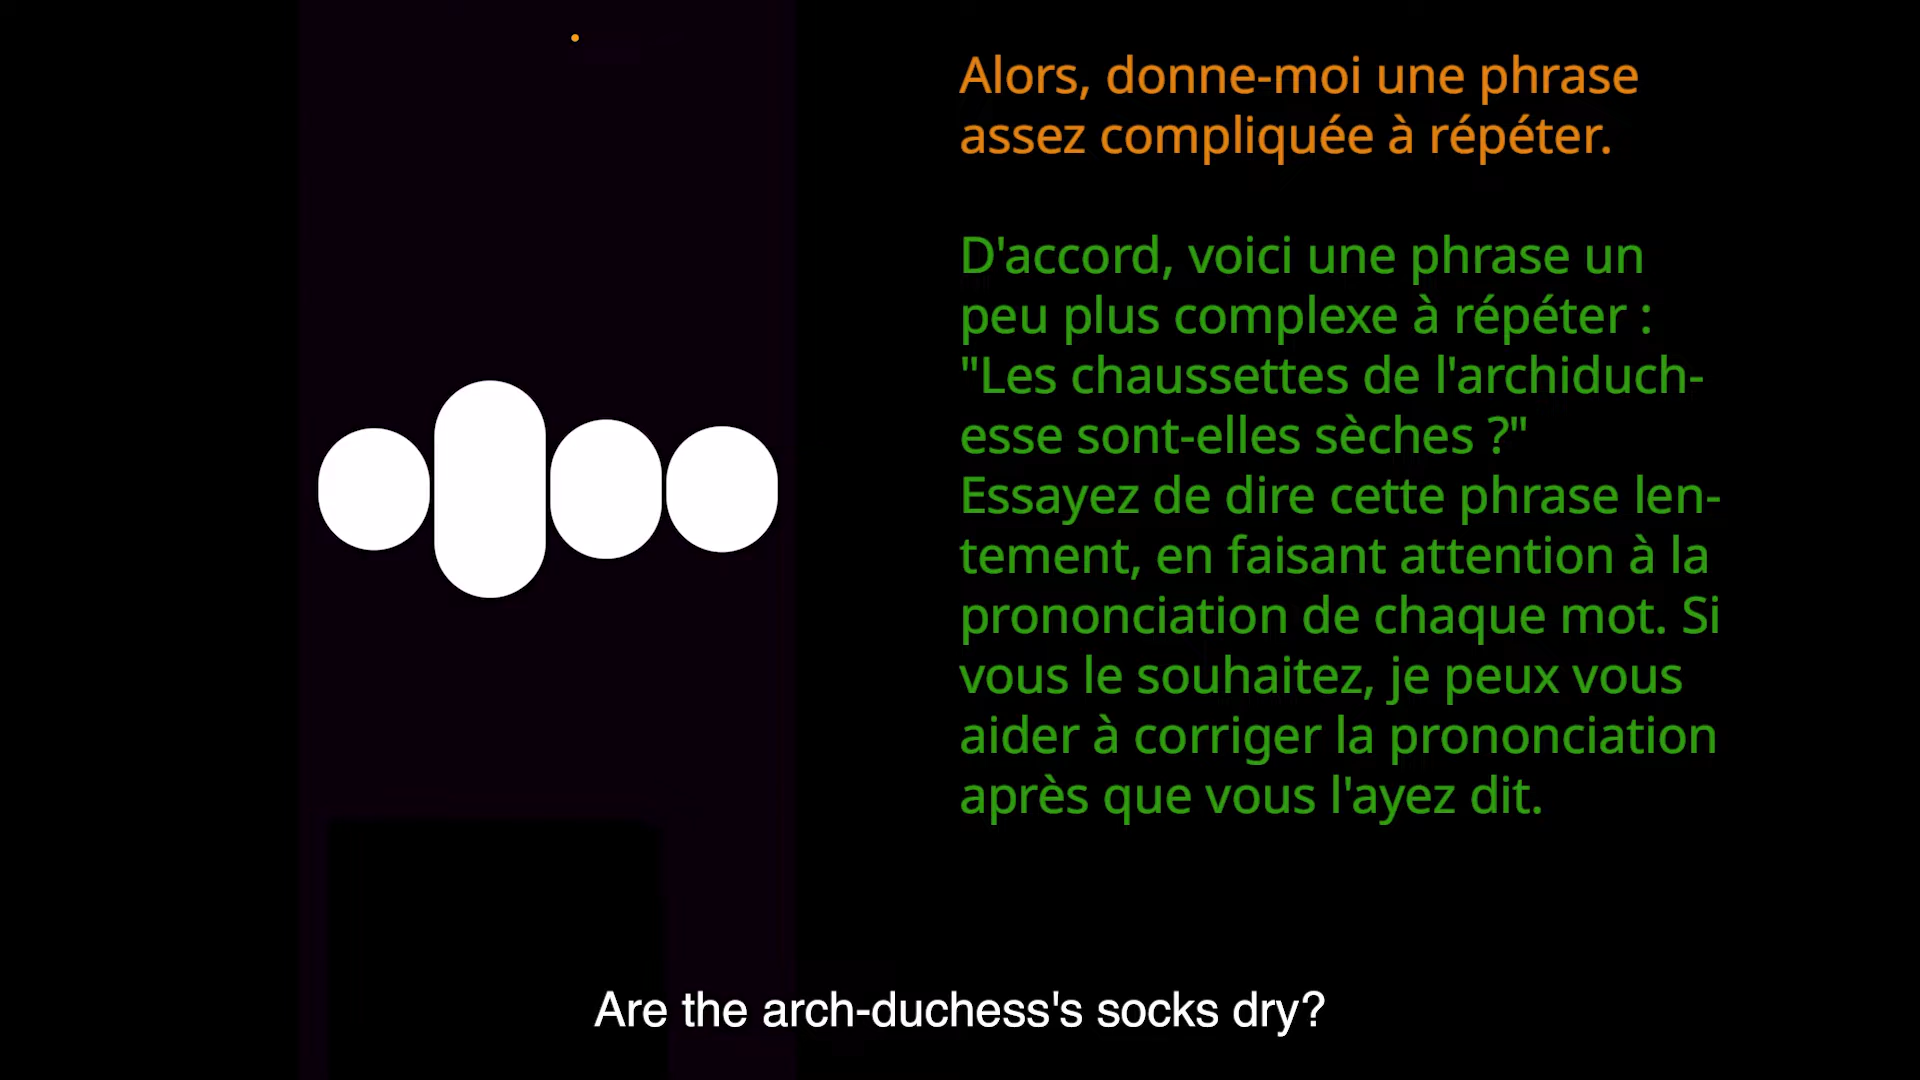 Alors, donne-moi une phrase
assez compliquée à répéter.
D'accord, voici une phrase un
peu plus complexe à répéter :
"Les chaussettes de l'archiduch-
esse sont-elles sèches ?"
Essayez de dire cette phrase len-
tement, en faisant attention à la
prononciation de chaque mot. Si
vous le souhaitez, je peux vous
aider à corriger la prononciation
après que vous l'ayez dit.
Are the arch-duchess's socks dry?